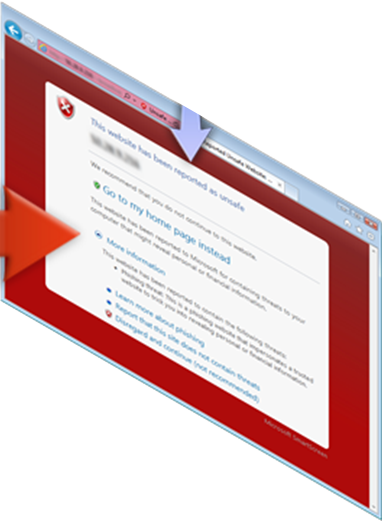 Reported Unsafe Website: ...
This website has been reported as unsafe
We recommend that you do not continue to this website.
Go to my home page instead
This website has been reported to Microsoft for containing threats to your
computer that might reveal personal or financial information.
More information
This website has been reported to contain the following threats:
phishing threat: This is a phishing website that impersonates a trusted
website to trick you into revealing personal or financial information.
Learn more about phishing
Report that this site does not contain threats
Disregard and continue (not recommended)
Microsoft SmartScreen